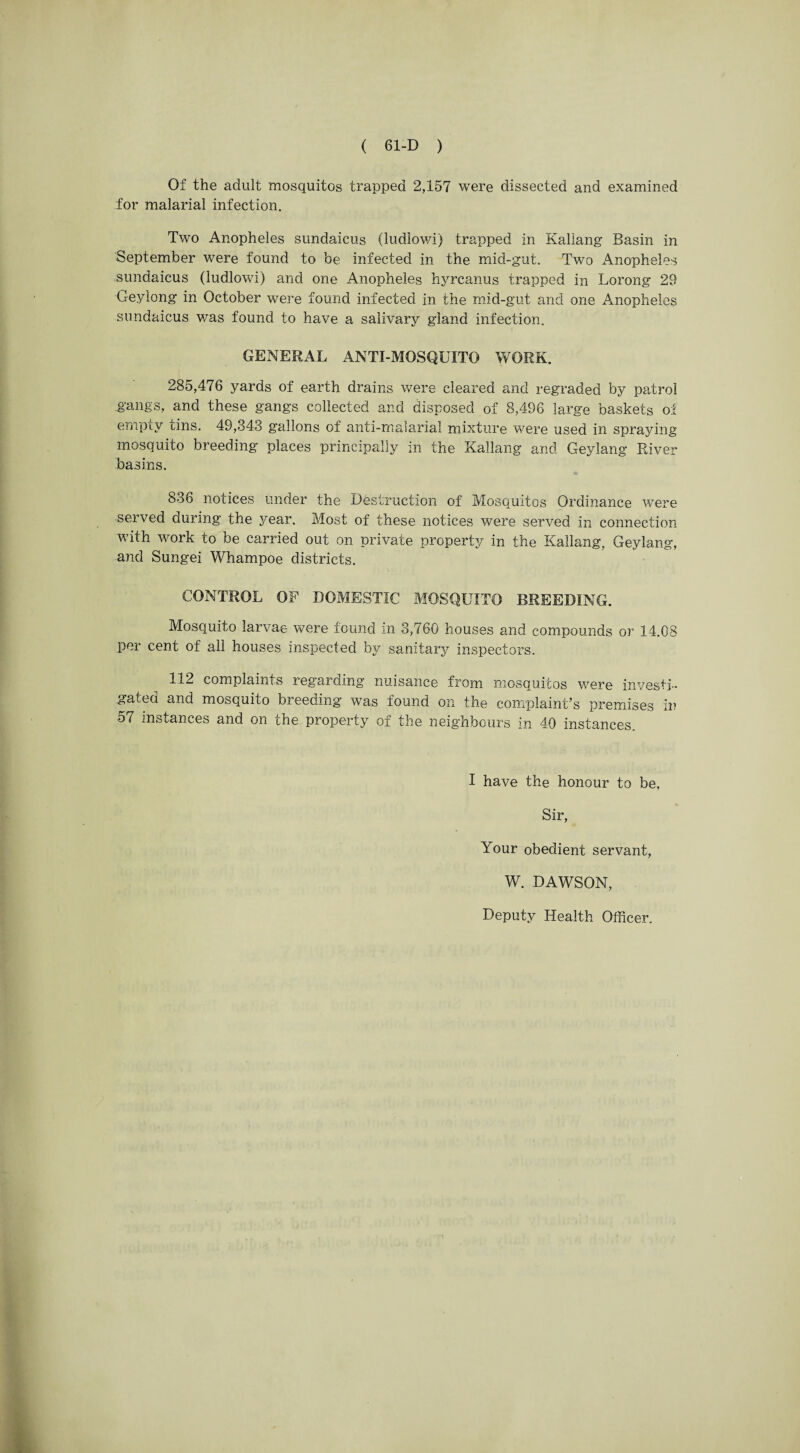 ( 61-D )
Of the adult mosquitos trapped 2,157 were dissected and examined
for malarial infection.
Two Anopheles sundaicus (ludlowi) trapped in Kallang Basin in
September were found to be infected in the mid-gut. Two Anopheles
sundaicus (ludlowi) and one Anopheles hyrcanus trapped in Lorong 29
Geylong in October were found infected in the mid-gut and one Anopheles
sundaicus was found to have a salivary gland infection.
GENERAL ANTI-MOSQUITO WORK.
285,476 yards of earth drains were cleared and regraded by patrol
gangs, and these gangs collected and disposed of 8,496 large baskets of
empty tins. 49,343 gallons of anti-malarial mixture were used in spraying
mosquito breeding places principally in the Kallang and Geylang River
basins.
836 notices under the Destruction of Mosquitos Ordinance were
served during the year. Most of these notices were served in connection
with work to be carried out on private property in the Kallang, Geylang,
and Sungei Whampoe districts.
CONTROL OF DOMESTIC MOSQUITO BREEDING.
Mosquito larvae were found in 3,760 houses and compounds or 14.08
per cent of all houses inspected by sanitary inspectors.
112 complaints regarding nuisance from mosquitos were investi-
gated and mosquito breeding was found on the complaint's premises in
57 instances and on the property of the neighbours in 40 instances.
I have the honour to be,
Sir,
Your obedient servant,
W. DAWSON,
Deputy Health Officer.